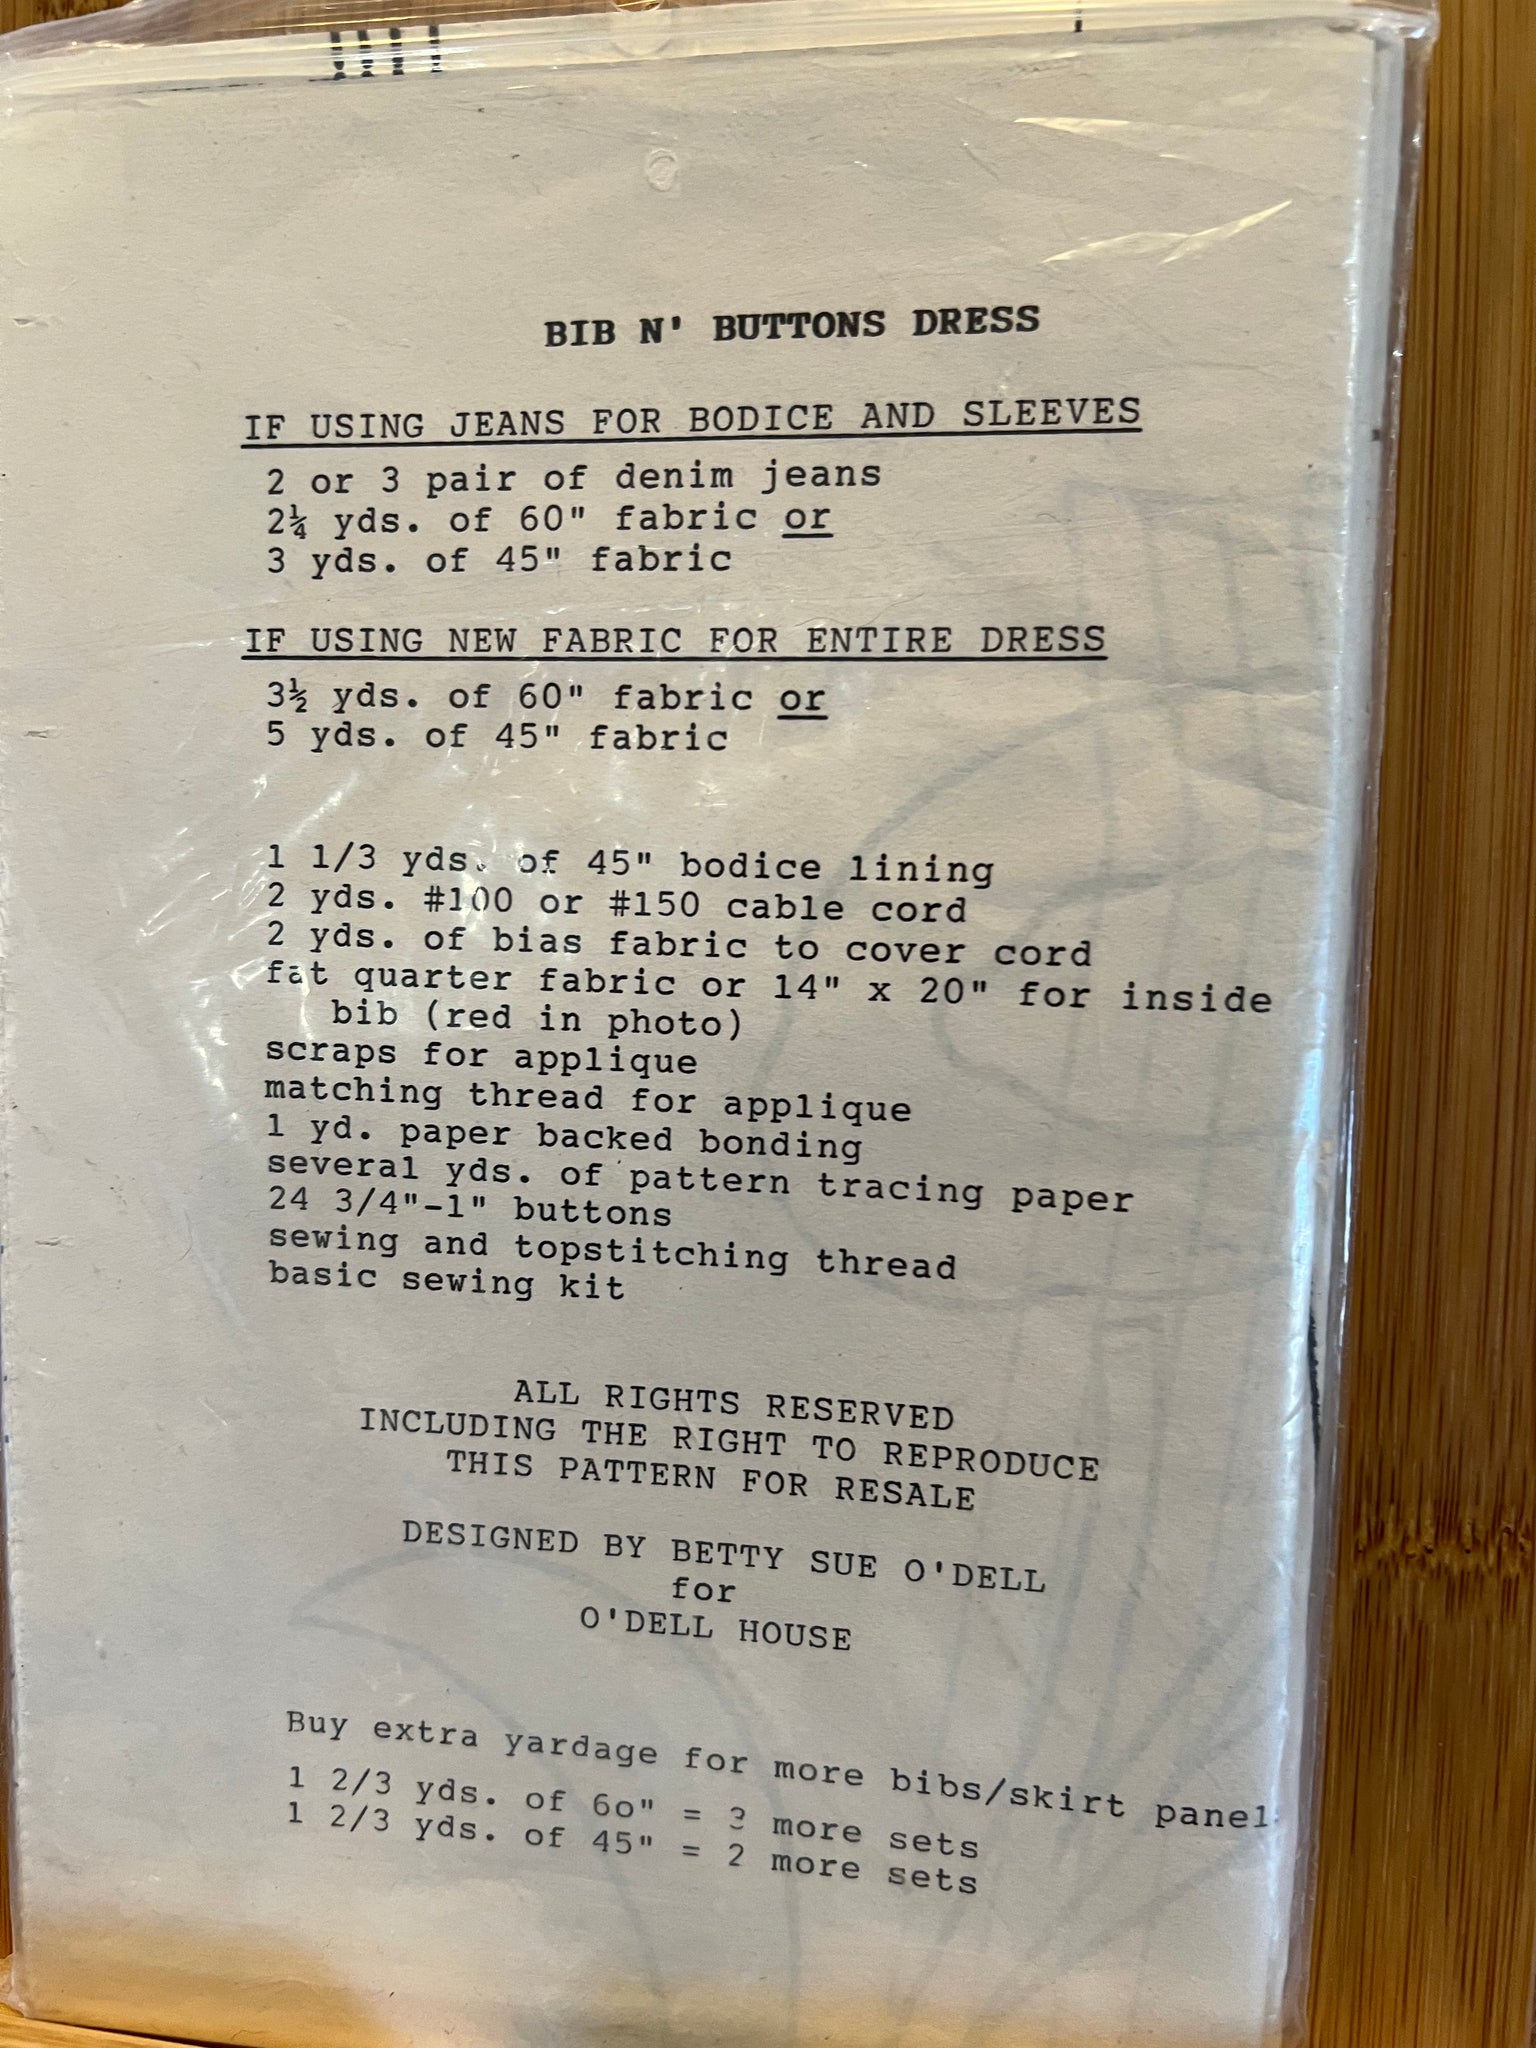 BIB N' BUTTONS DRESS
IF USING JEANS FOR BODICE AND SLEEVES
2 or 3 pair of denim jeans
2¼ yds. of 60" fabric or
3 yds. of 45" fabric
IF USING NEW FABRIC FOR ENTIRE DRESS
3½ yds. of 60" fabric or
5 yds. of 45" fabric
1 1/3 yds. of 45" bodice lining
2 yds. #100 or #150 cable cord
2 yds. of bias fabric to cover cord
fat quarter fabric or 14" x 20" for inside
bib (red in photo)
scraps for applique
matching thread for applique
1 yd. paper backed bonding
several yds. of pattern tracing paper
24 3/4"-1" buttons
sewing and topstitching thread
basic sewing kit
ALL RIGHTS RESERVED
INCLUDING THE RIGHT TO REPRODUCE
THIS PATTERN FOR RESALE
DESIGNED BY BETTY SUE O'DELL
for
O'DELL HOUSE
Buy extra yardage for more bibs/skirt panel
1 2/3 yds. of 6o" = more sets
1 2/3 yds. of 45" = 2 more sets